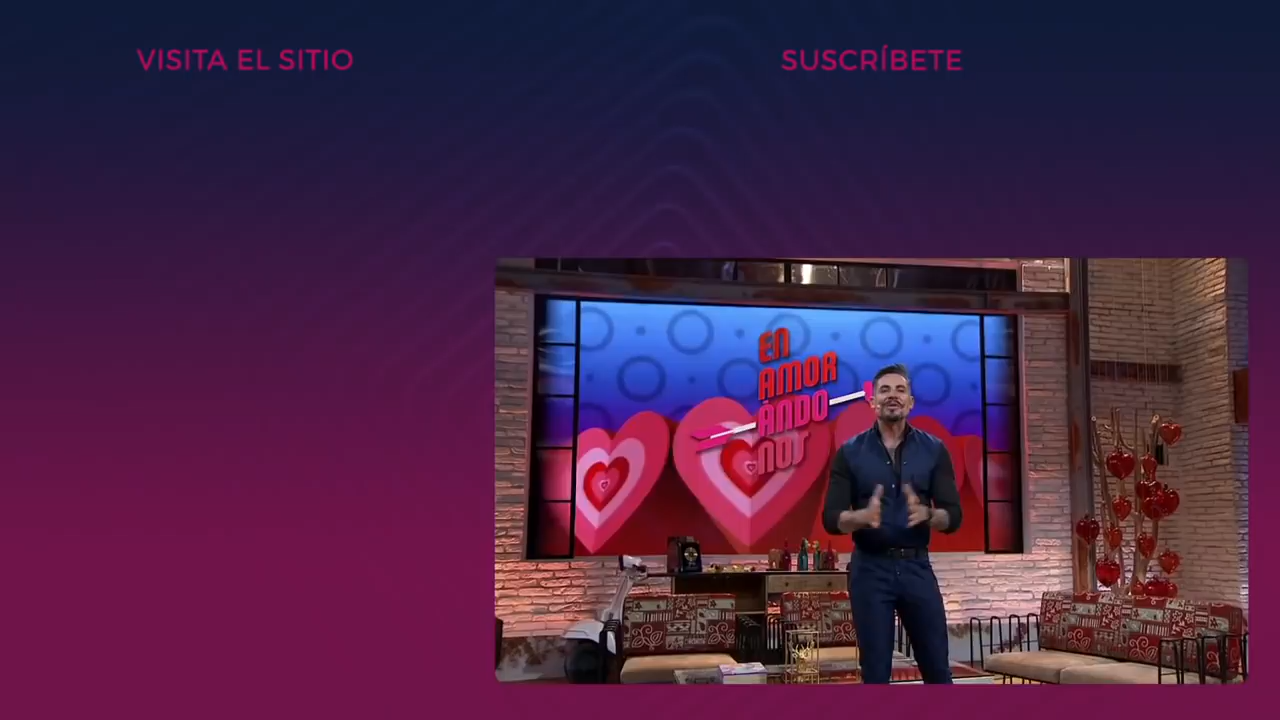 VISITA EL SITIO
SUSCRÍBETE
EN
AMOR
ÁNDO
NOS